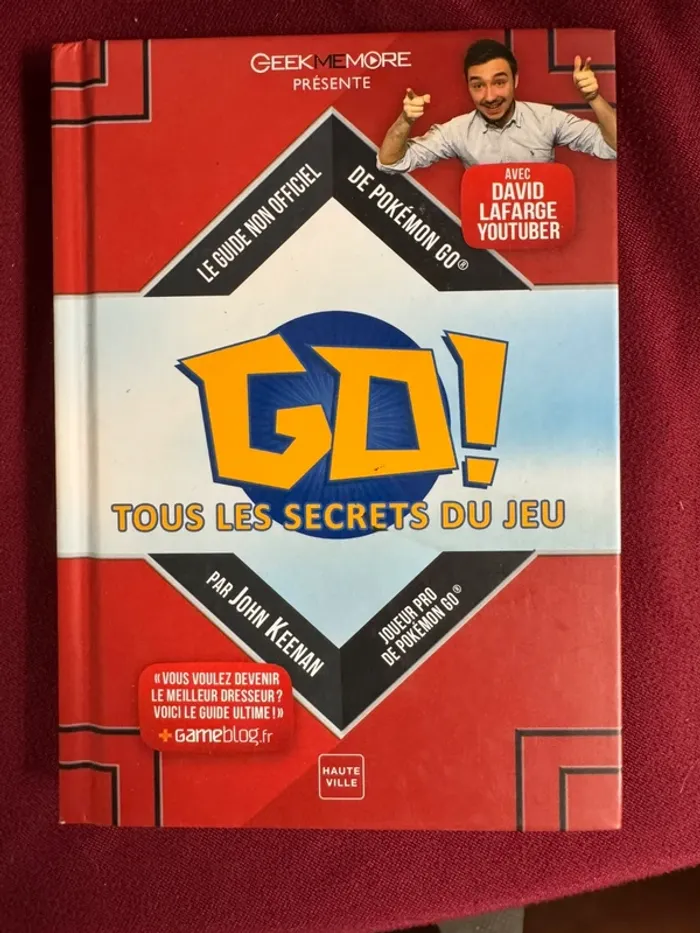 GEEKMEMORE
PRÉSENTE
AVEC
DAVID
LAFARGE
YOUTUBER
LE GUIDE NON OFFICIEL
DE POKÉMON GO®
GO!
TOUS LES SECRETS DU JEU
PAR JOHN KEENAN
JOUEUR PRO
DE POKÉMON GO®
« VOUS VOULEZ DEVENIR
LE MEILLEUR DRESSEUR ?
VOICI LE GUIDE ULTIME ! »
+Gameblog.fr
HAUTE
VILLE